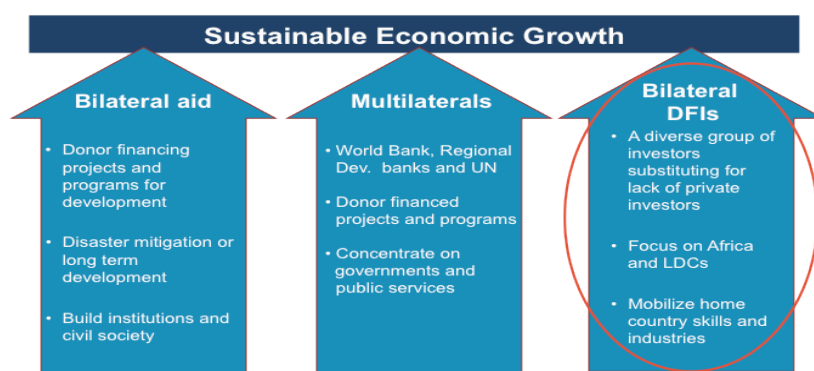 Sustainable Economic Growth
Bilateral aid
• Donor financing
projects and
programs for
development
• Disaster mitigation or
long term
development
• Build institutions and
civil society
Multilaterals
• World Bank, Regional
Dev. banks and UN
• Donor financed
projects and programs
• Concentrate on
governments and
public services
Bilateral
DFIs
• A diverse group of
investors
substituting for
lack of private
investors
• Focus on Africa
and LDCs
• Mobilize home
country skills and
industries